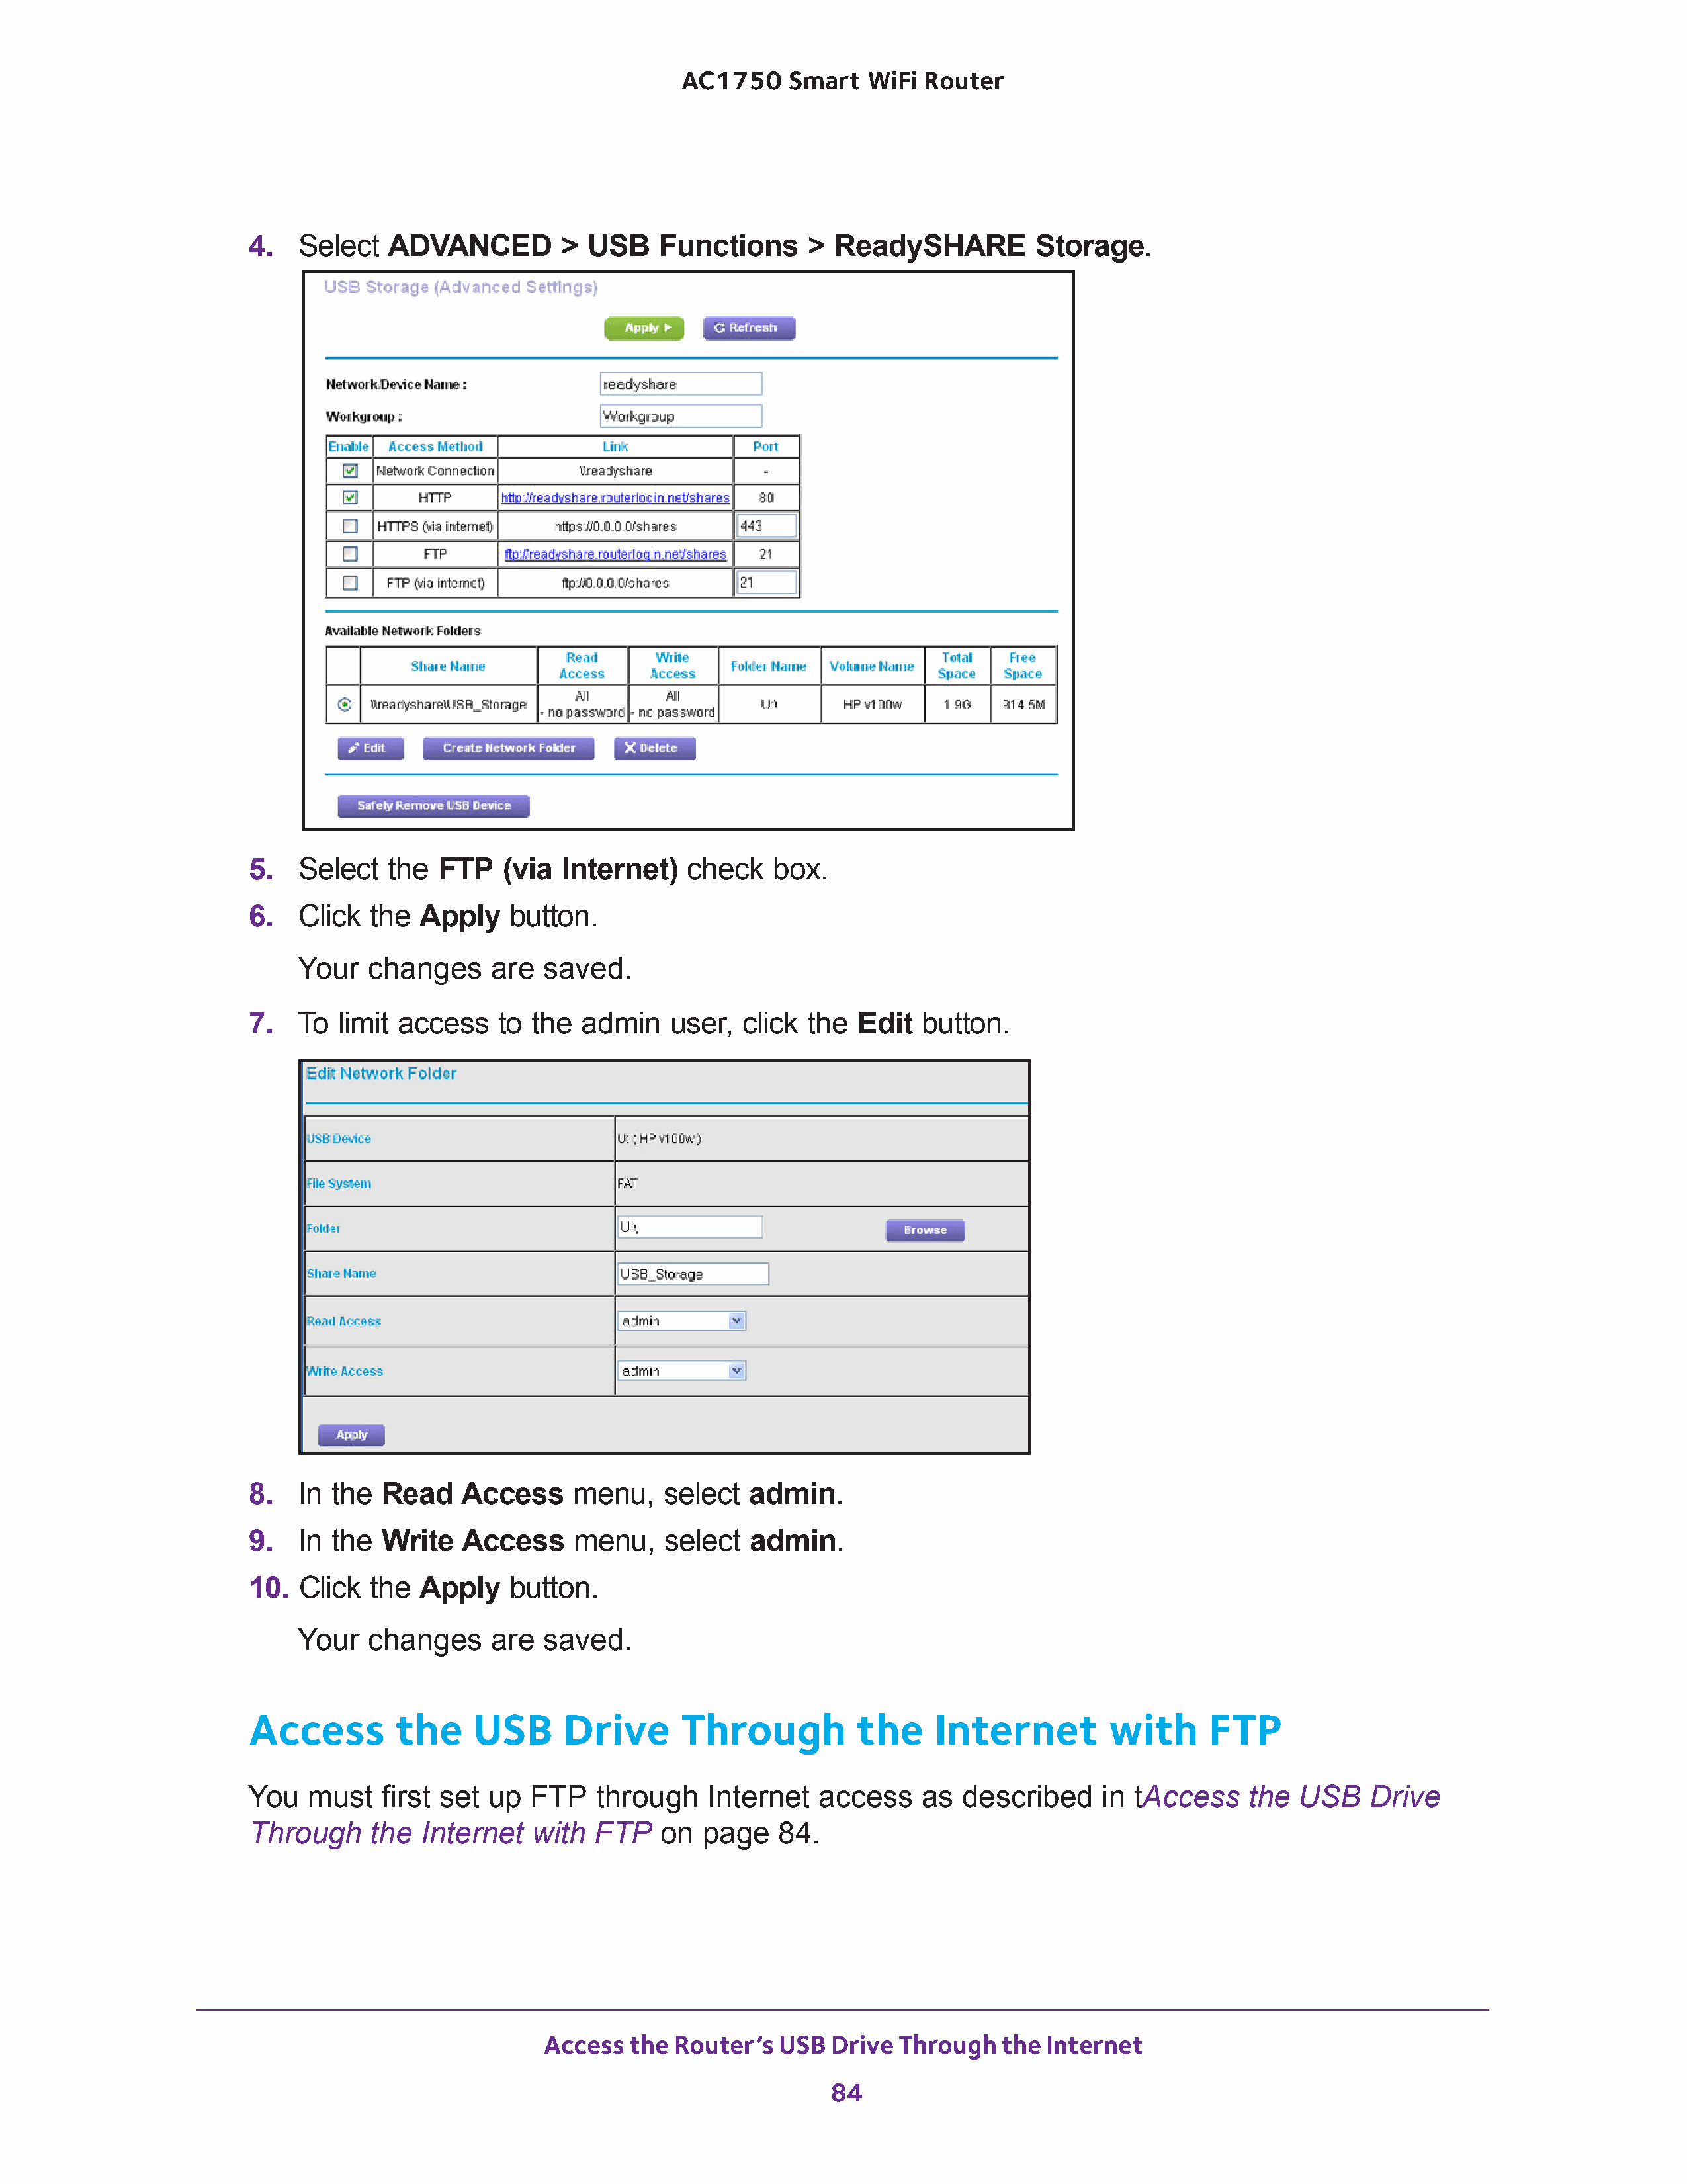 AC1750 Smart WiFi Router
4. Select ADVANCED > USB Functions > ReadySHARE Storage.
USB Storage (Advanced Settings)
Apply Refresh
Network/Device Name : readyshare
Workgroup : Workgroup
Enable Access Method Link Port
Network Connection \\readyshare -
HTTP http://readyshare.routerlogin.net/shares 80
HTTPS (via internet) https://0.0.0.0/shares 443
FTP ftp://readyshare.routerlogin.net/shares 21
FTP (via internet) ftp://0.0.0.0/shares 21
Available Network Folders
Share Name Read Access Write Access Folder Name Volume Name Total Space Free Space
\\readyshare\USB_Storage All - no password All - no password U:\ HP v100w 1.9G 914.5M
Edit Create Network Folder Delete
Safely Remove USB Device
5. Select the FTP (via Internet) check box.
6. Click the Apply button.
Your changes are saved.
7. To limit access to the admin user, click the Edit button.
Edit Network Folder
USB Device U: ( HP v100w )
File System FAT
Folder U:\ Browse
Share Name USB_Storage
Read Access admin
Write Access admin
Apply
8. In the Read Access menu, select admin.
9. In the Write Access menu, select admin.
10. Click the Apply button.
Your changes are saved.
Access the USB Drive Through the Internet with FTP
You must first set up FTP through Internet access as described in tAccess the USB Drive
Through the Internet with FTP on page 84.
Access the Router's USB Drive Through the Internet
84